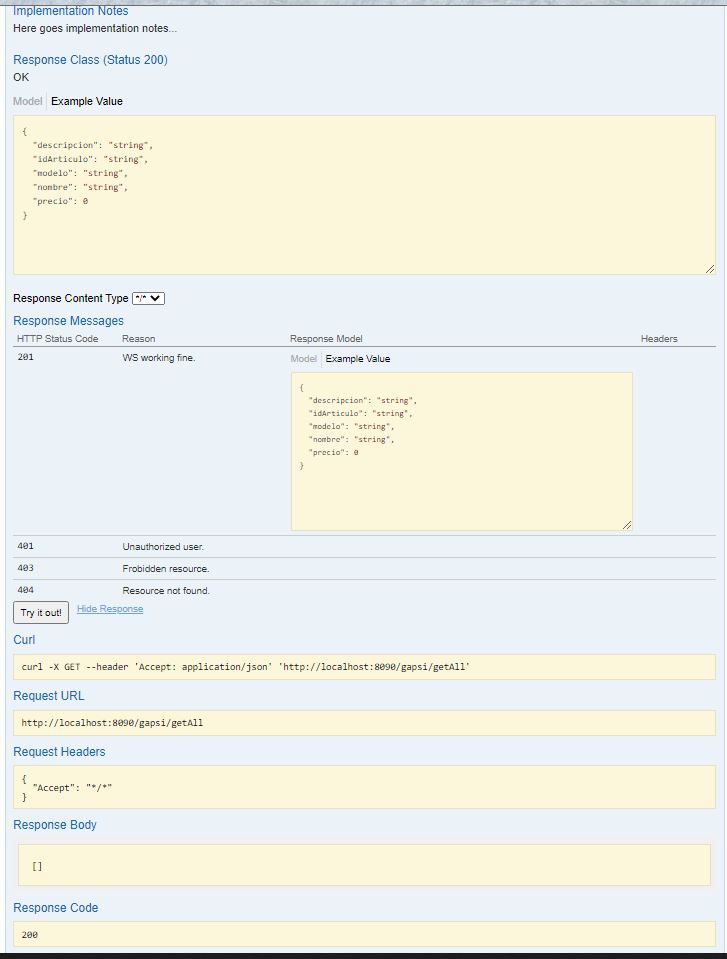 Implementation Notes
Here goes implementation notes...
Response Class (Status 200)
OK
Model Example Value
{
  "descripcion": "string",
  "idArticulo": "string",
  "modelo": "string",
  "nombre": "string",
  "precio": 0
}
Response Content Type */*
Response Messages
HTTP Status Code Reason Response Model Headers
201 WS working fine. Model Example Value
{
  "descripcion": "string",
  "idArticulo": "string",
  "modelo": "string",
  "nombre": "string",
  "precio": 0
}
401 Unauthorized user.
403 Frobidden resource.
404 Resource not found.
Try it out! Hide Response
Curl
curl -X GET --header 'Accept: application/json' 'http://localhost:8090/gapsi/getAll'
Request URL
http://localhost:8090/gapsi/getAll
Request Headers
{
  "Accept": "*/*"
}
Response Body
[]
Response Code
200